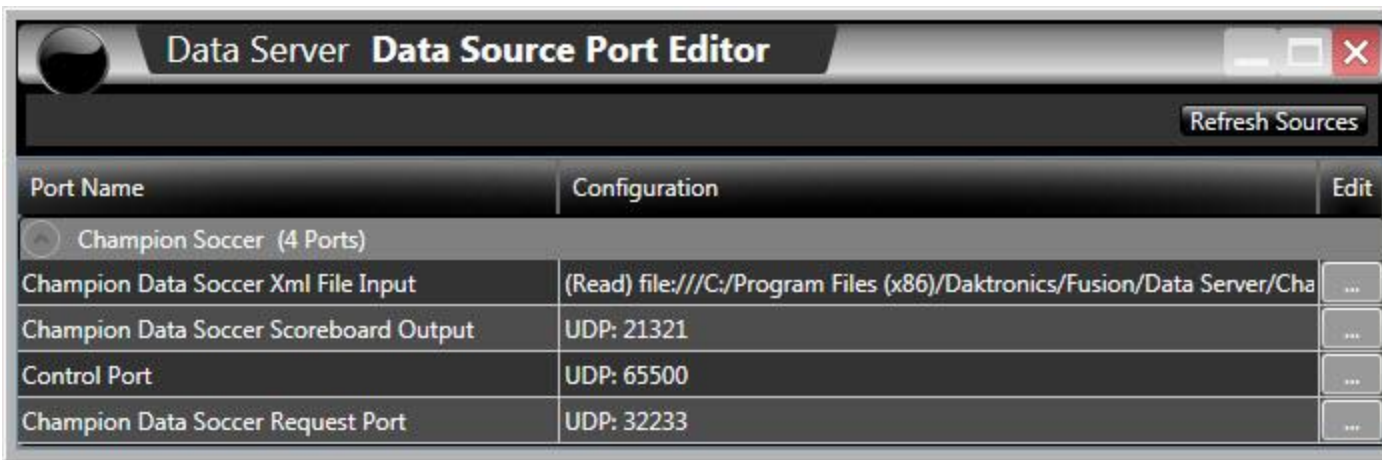 Data Server Data Source Port Editor
Refresh Sources
Port Name Configuration Edit
Champion Soccer (4 Ports)
Champion Data Soccer Xml File Input (Read) file:///C:/Program Files (x86)/Daktronics/Fusion/Data Server/Cha ...
Champion Data Soccer Scoreboard Output UDP: 21321 ...
Control Port UDP: 65500 ...
Champion Data Soccer Request Port UDP: 32233 ...